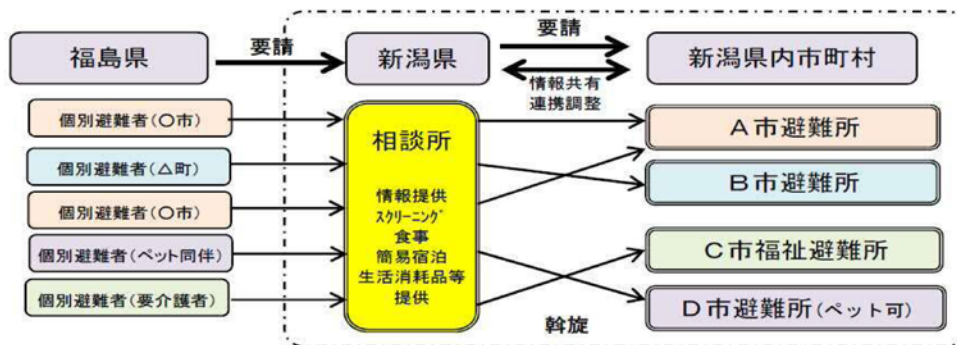 福島県
要請
新潟県
要請
情報共有
連携調整
新潟県内市町村
個別避難者(〇市)
個別避難者(△町)
個別避難者(〇市)
個別避難者(ペット同伴)
個別避難者(要介護者)
相談所
情報提供
ｽｸﾘｰﾆﾝｸﾞ
食事
簡易宿泊
生活消耗品等
提供
A市避難所
B市避難所
C市福祉避難所
D市避難所(ペット可)
斡旋